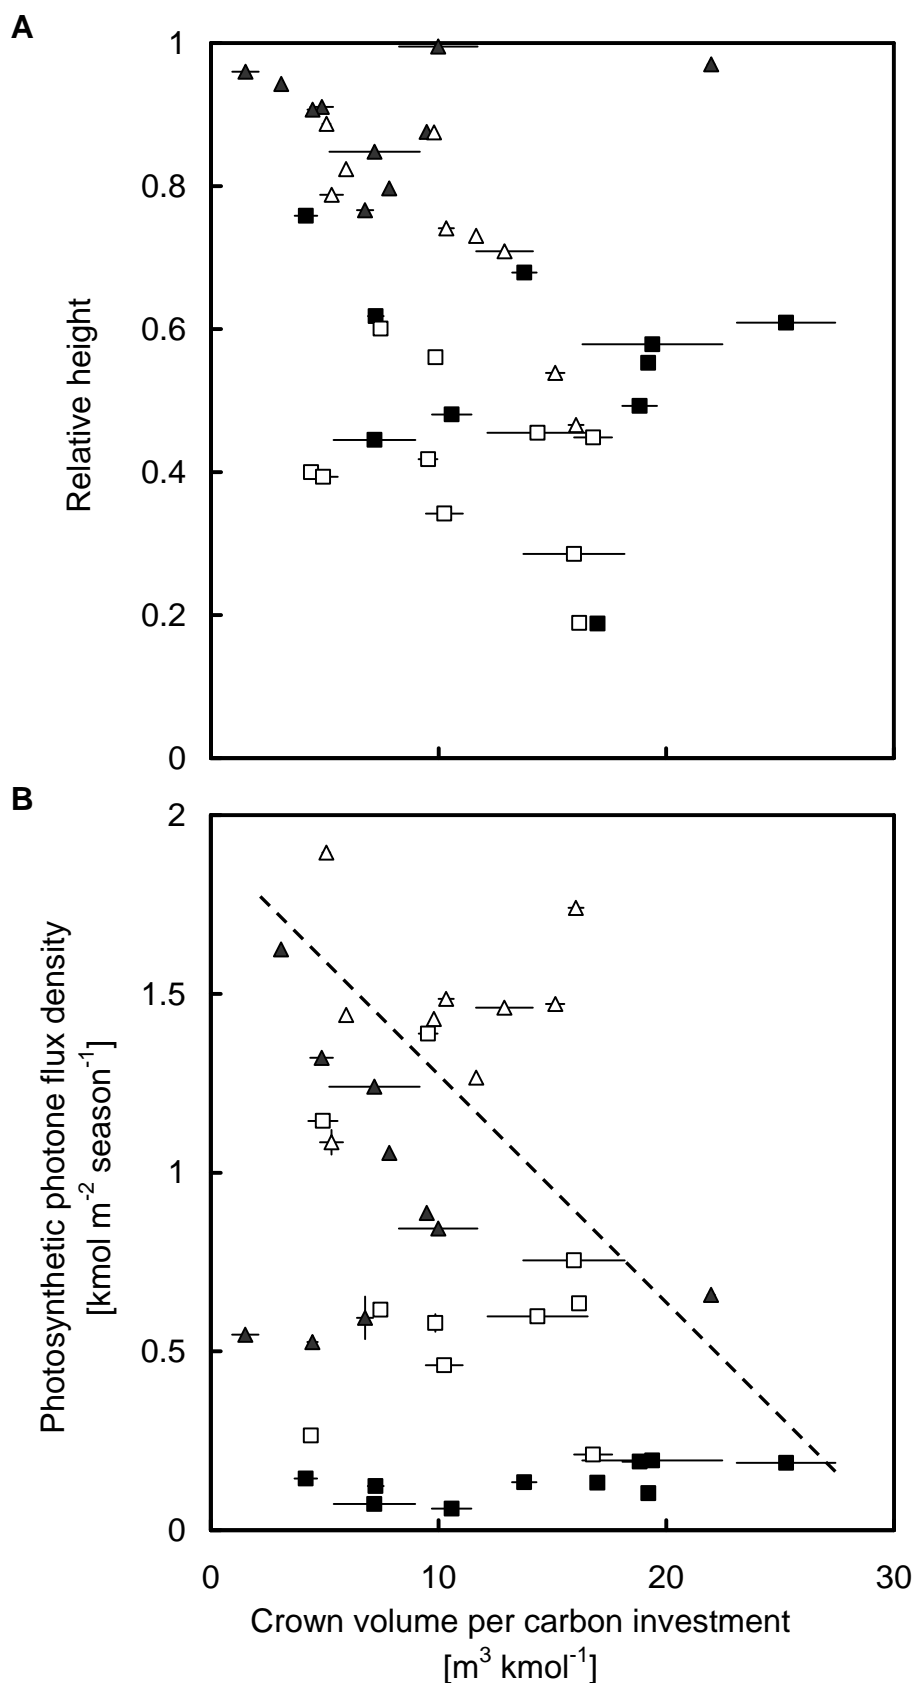 A
1
0.8
0.6
0.4
0.2
0
Relative height
B
2
1.5
1
0.5
0
Photosynthetic photone flux density
[kmol m⁻² season⁻¹]
0 10 20 30
Crown volume per carbon investment
[m³ kmol⁻¹]